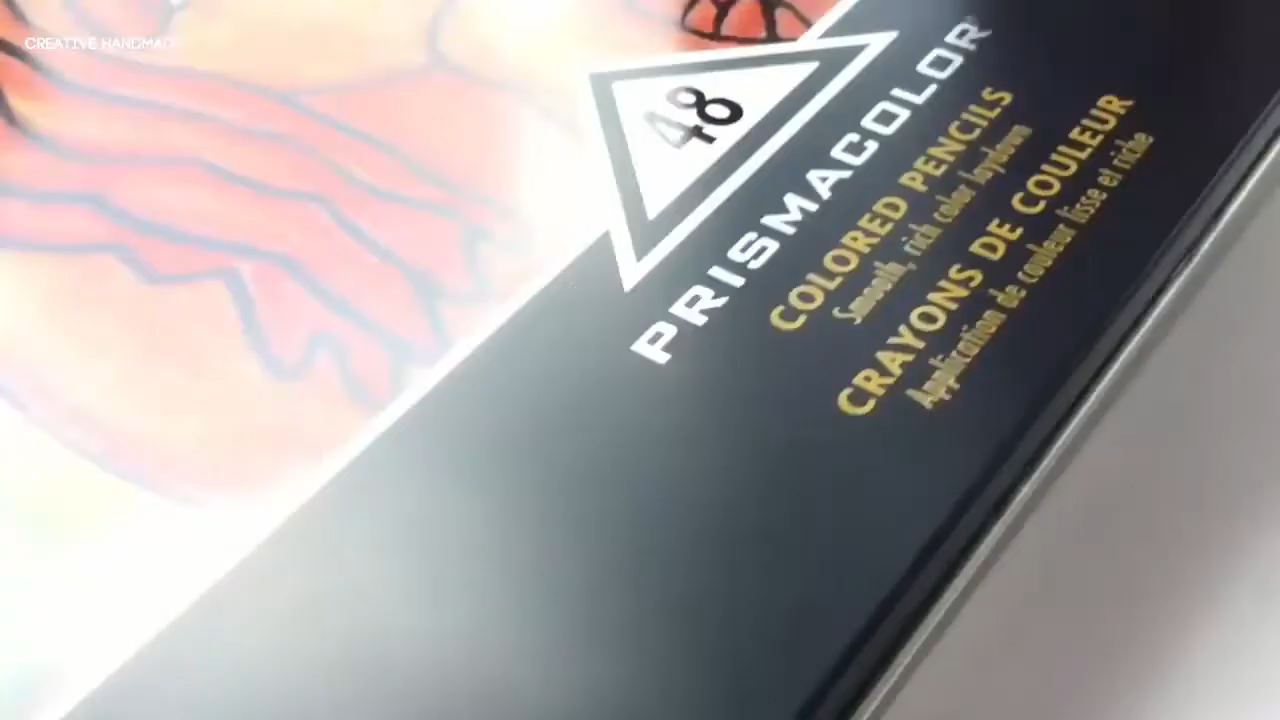 CREATIVE HANDMADE
48
PRISMACOLOR®
COLORED PENCILS
Smooth, rich color laydown
CRAYONS DE COULEUR
Application de couleur lisse et riche